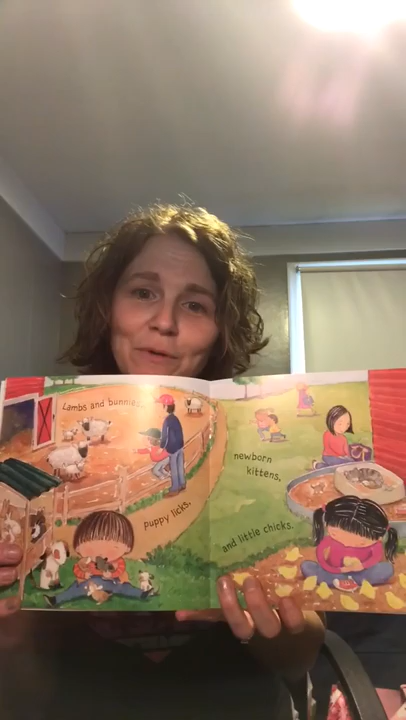 Lambs and bunnies,
puppy licks,
newborn
kittens,
and little chicks.